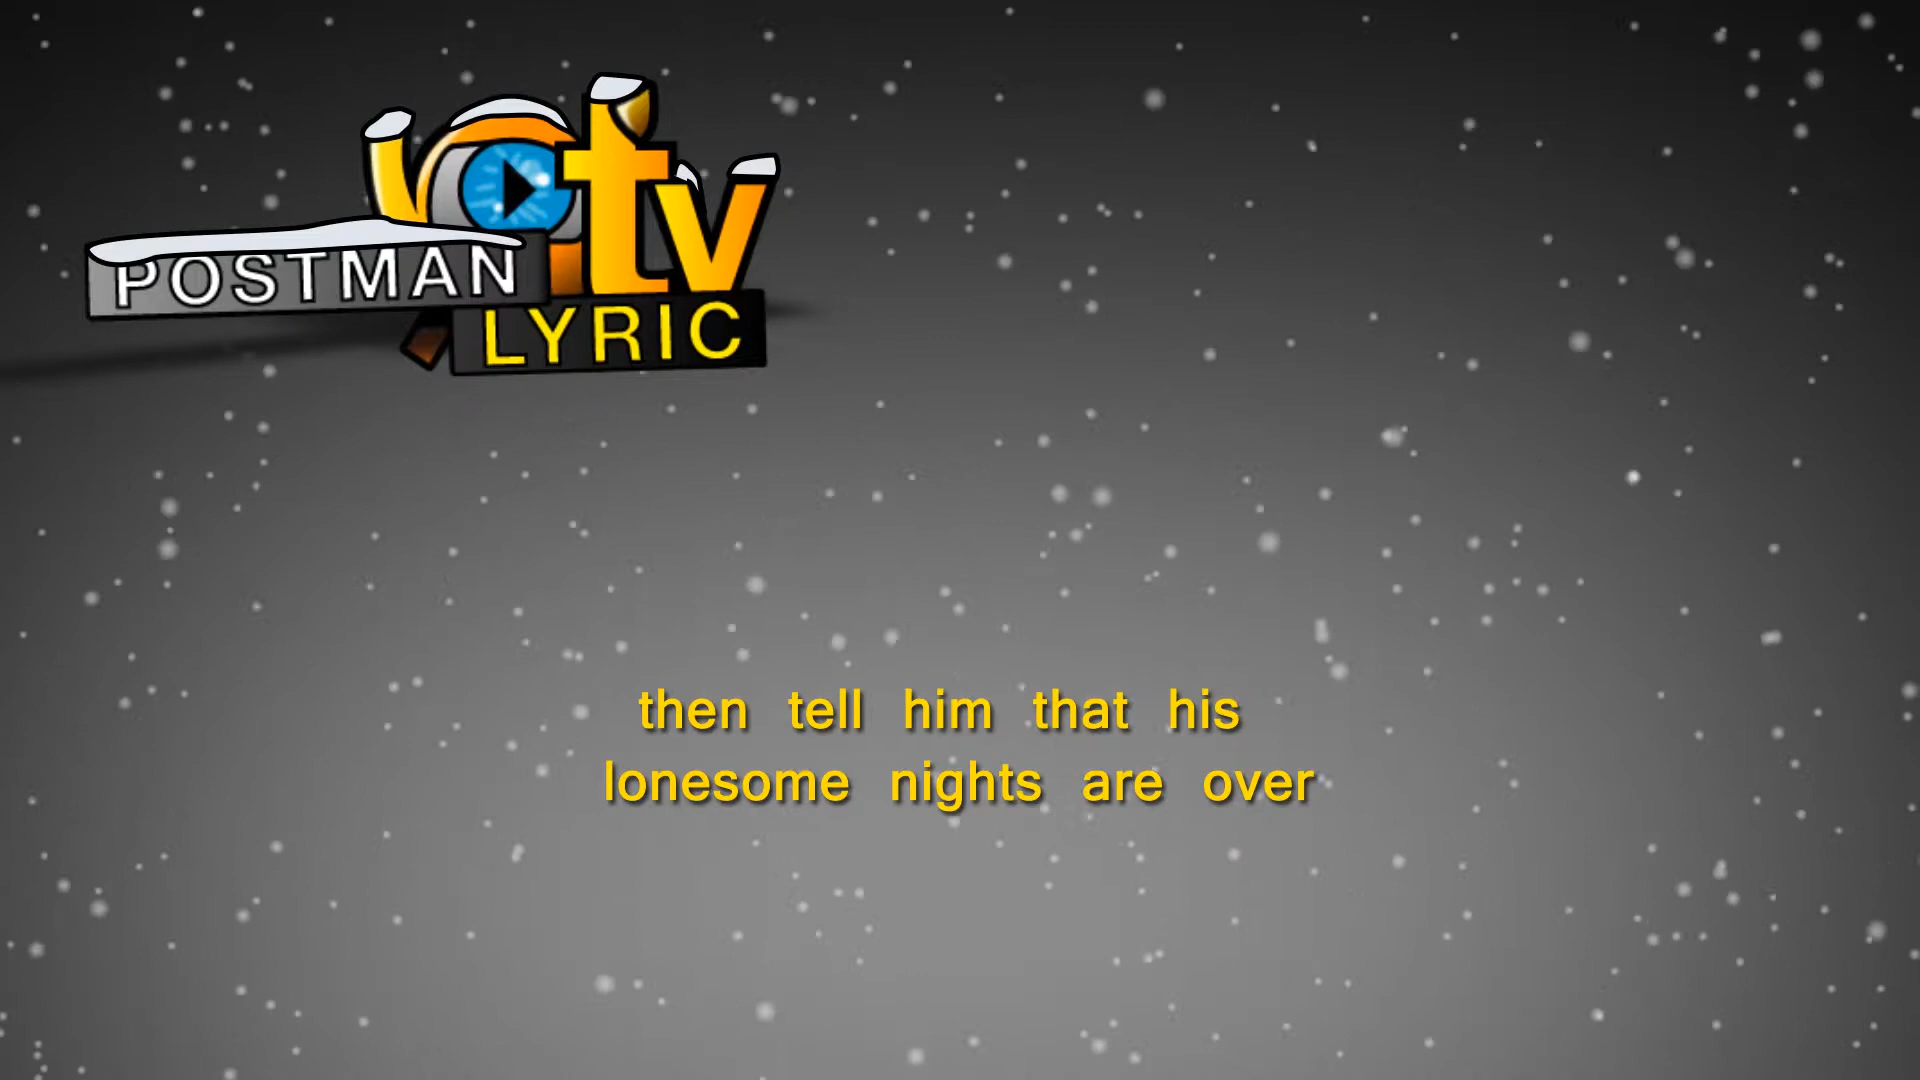 tv
POSTMAN
LYRIC
then tell him that his
lonesome nights are over